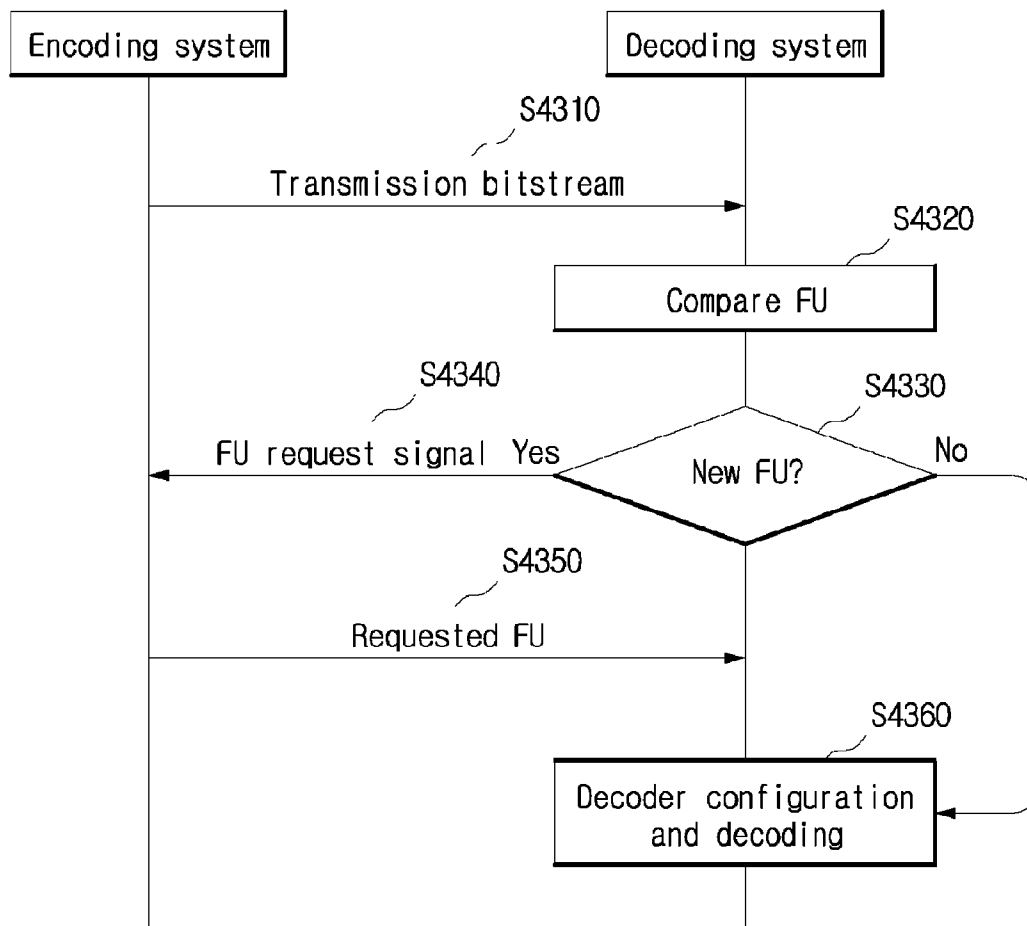 Encoding system
Decoding system
S4310
Transmission bitstream
S4320
Compare FU
S4340
S4330
FU request signal Yes
New FU?
No
S4350
Requested FU
S4360
Decoder configuration
and decoding